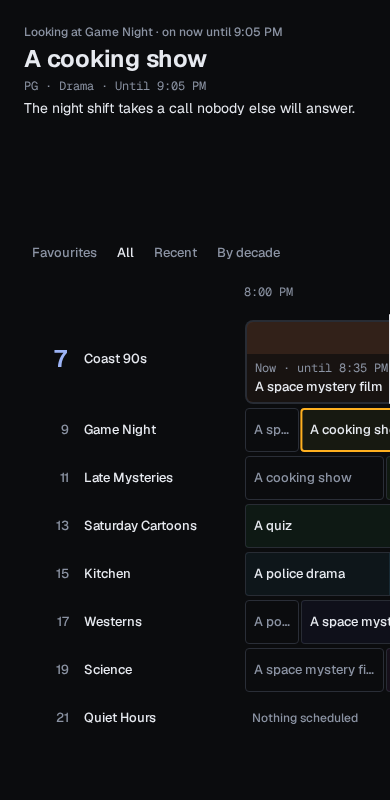 Looking at Game Night · on now until 9:05 PM
A cooking show
PG · Drama · Until 9:05 PM
The night shift takes a call nobody else will answer.
Favourites All Recent By decade
8:00 PM
7 Coast 90s
Now · until 8:35 PM
A space mystery film
9 Game Night A sp… A cooking sh
11 Late Mysteries A cooking show
13 Saturday Cartoons A quiz
15 Kitchen A police drama
17 Westerns A po… A space myst
19 Science A space mystery fi…
21 Quiet Hours Nothing scheduled